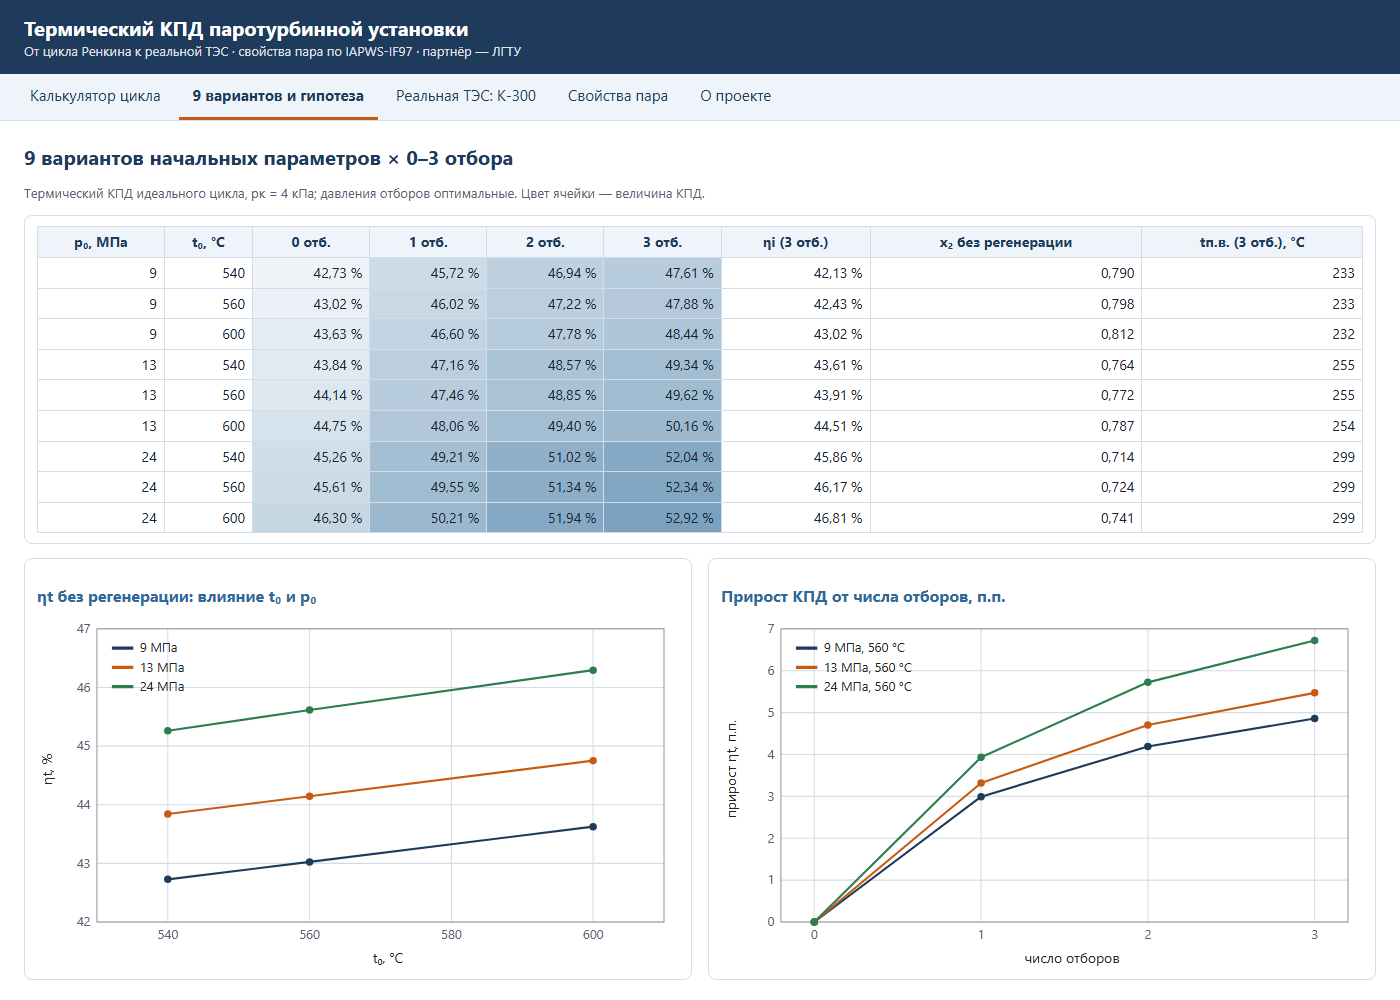 Термический КПД паротурбинной установки
От цикла Ренкина к реальной ТЭС · свойства пара по IAPWS-IF97 · партнёр — ЛГТУ
Калькулятор цикла 9 вариантов и гипотеза Реальная ТЭС: К-300 Свойства пара О проекте
9 вариантов начальных параметров × 0–3 отбора
Термический КПД идеального цикла, pк = 4 кПа; давления отборов оптимальные. Цвет ячейки — величина КПД.
p₀, МПа t₀, °C 0 отб. 1 отб. 2 отб. 3 отб. ηi (3 отб.) x₂ без регенерации tп.в. (3 отб.), °C
9 540 42,73 % 45,72 % 46,94 % 47,61 % 42,13 % 0,790 233
9 560 43,02 % 46,02 % 47,22 % 47,88 % 42,43 % 0,798 233
9 600 43,63 % 46,60 % 47,78 % 48,44 % 43,02 % 0,812 232
13 540 43,84 % 47,16 % 48,57 % 49,34 % 43,61 % 0,764 255
13 560 44,14 % 47,46 % 48,85 % 49,62 % 43,91 % 0,772 255
13 600 44,75 % 48,06 % 49,40 % 50,16 % 44,51 % 0,787 254
24 540 45,26 % 49,21 % 51,02 % 52,04 % 45,86 % 0,714 299
24 560 45,61 % 49,55 % 51,34 % 52,34 % 46,17 % 0,724 299
24 600 46,30 % 50,21 % 51,94 % 52,92 % 46,81 % 0,741 299
ηt без регенерации: влияние t₀ и p₀
47
46
45
44
43
42
9 МПа
13 МПа
24 МПа
ηt, %
540 560 580 600
t₀, °C
Прирост КПД от числа отборов, п.п.
7
6
5
4
3
2
1
0
9 МПа, 560 °C
13 МПа, 560 °C
24 МПа, 560 °C
прирост ηt, п.п.
0 1 2 3
число отборов